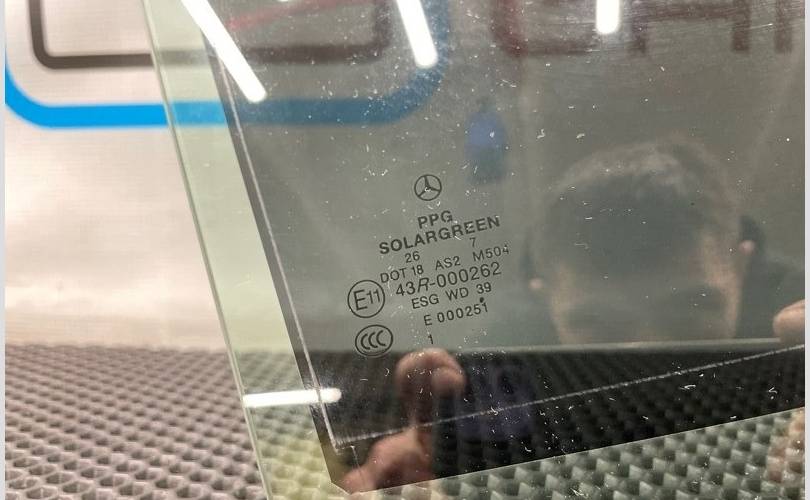 PPG
SOLARGREEN
26 7
DOT 18 AS2 M504
E11 43R-000262
ESG WD 39
E 000251
CCC
1